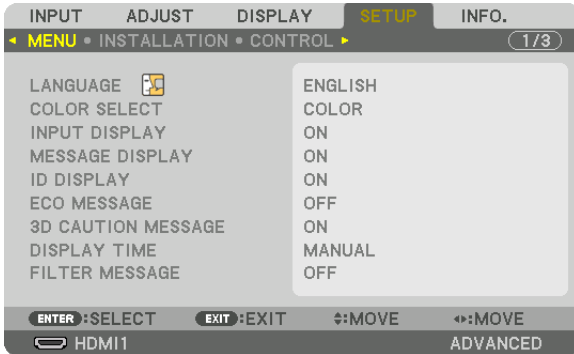 INPUT ADJUST DISPLAY SETUP INFO.
MENU • INSTALLATION • CONTROL 1/3
LANGUAGE ENGLISH
COLOR SELECT COLOR
INPUT DISPLAY ON
MESSAGE DISPLAY ON
ID DISPLAY ON
ECO MESSAGE OFF
3D CAUTION MESSAGE ON
DISPLAY TIME MANUAL
FILTER MESSAGE OFF
ENTER :SELECT EXIT :EXIT :MOVE :MOVE
HDMI1 ADVANCED